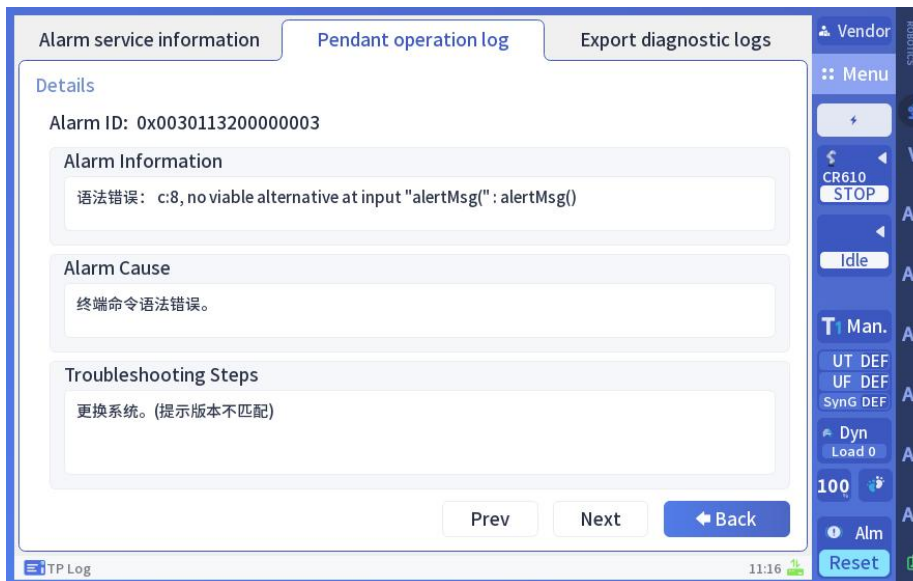 Alarm service information
Pendant operation log
Export diagnostic logs
Details
Alarm ID: 0x0030113200000003
Alarm Information
语法错误： c:8, no viable alternative at input "alertMsg(" : alertMsg()
Alarm Cause
终端命令语法错误。
Troubleshooting Steps
更换系统。(提示版本不匹配)
Prev
Next
Back
TP Log
11:16
Vendor
Menu
CR610
STOP
Idle
T1 Man.
UT DEF
UF DEF
SynG DEF
Dyn
Load 0
100
%
Alm
Reset
ROBOTICS